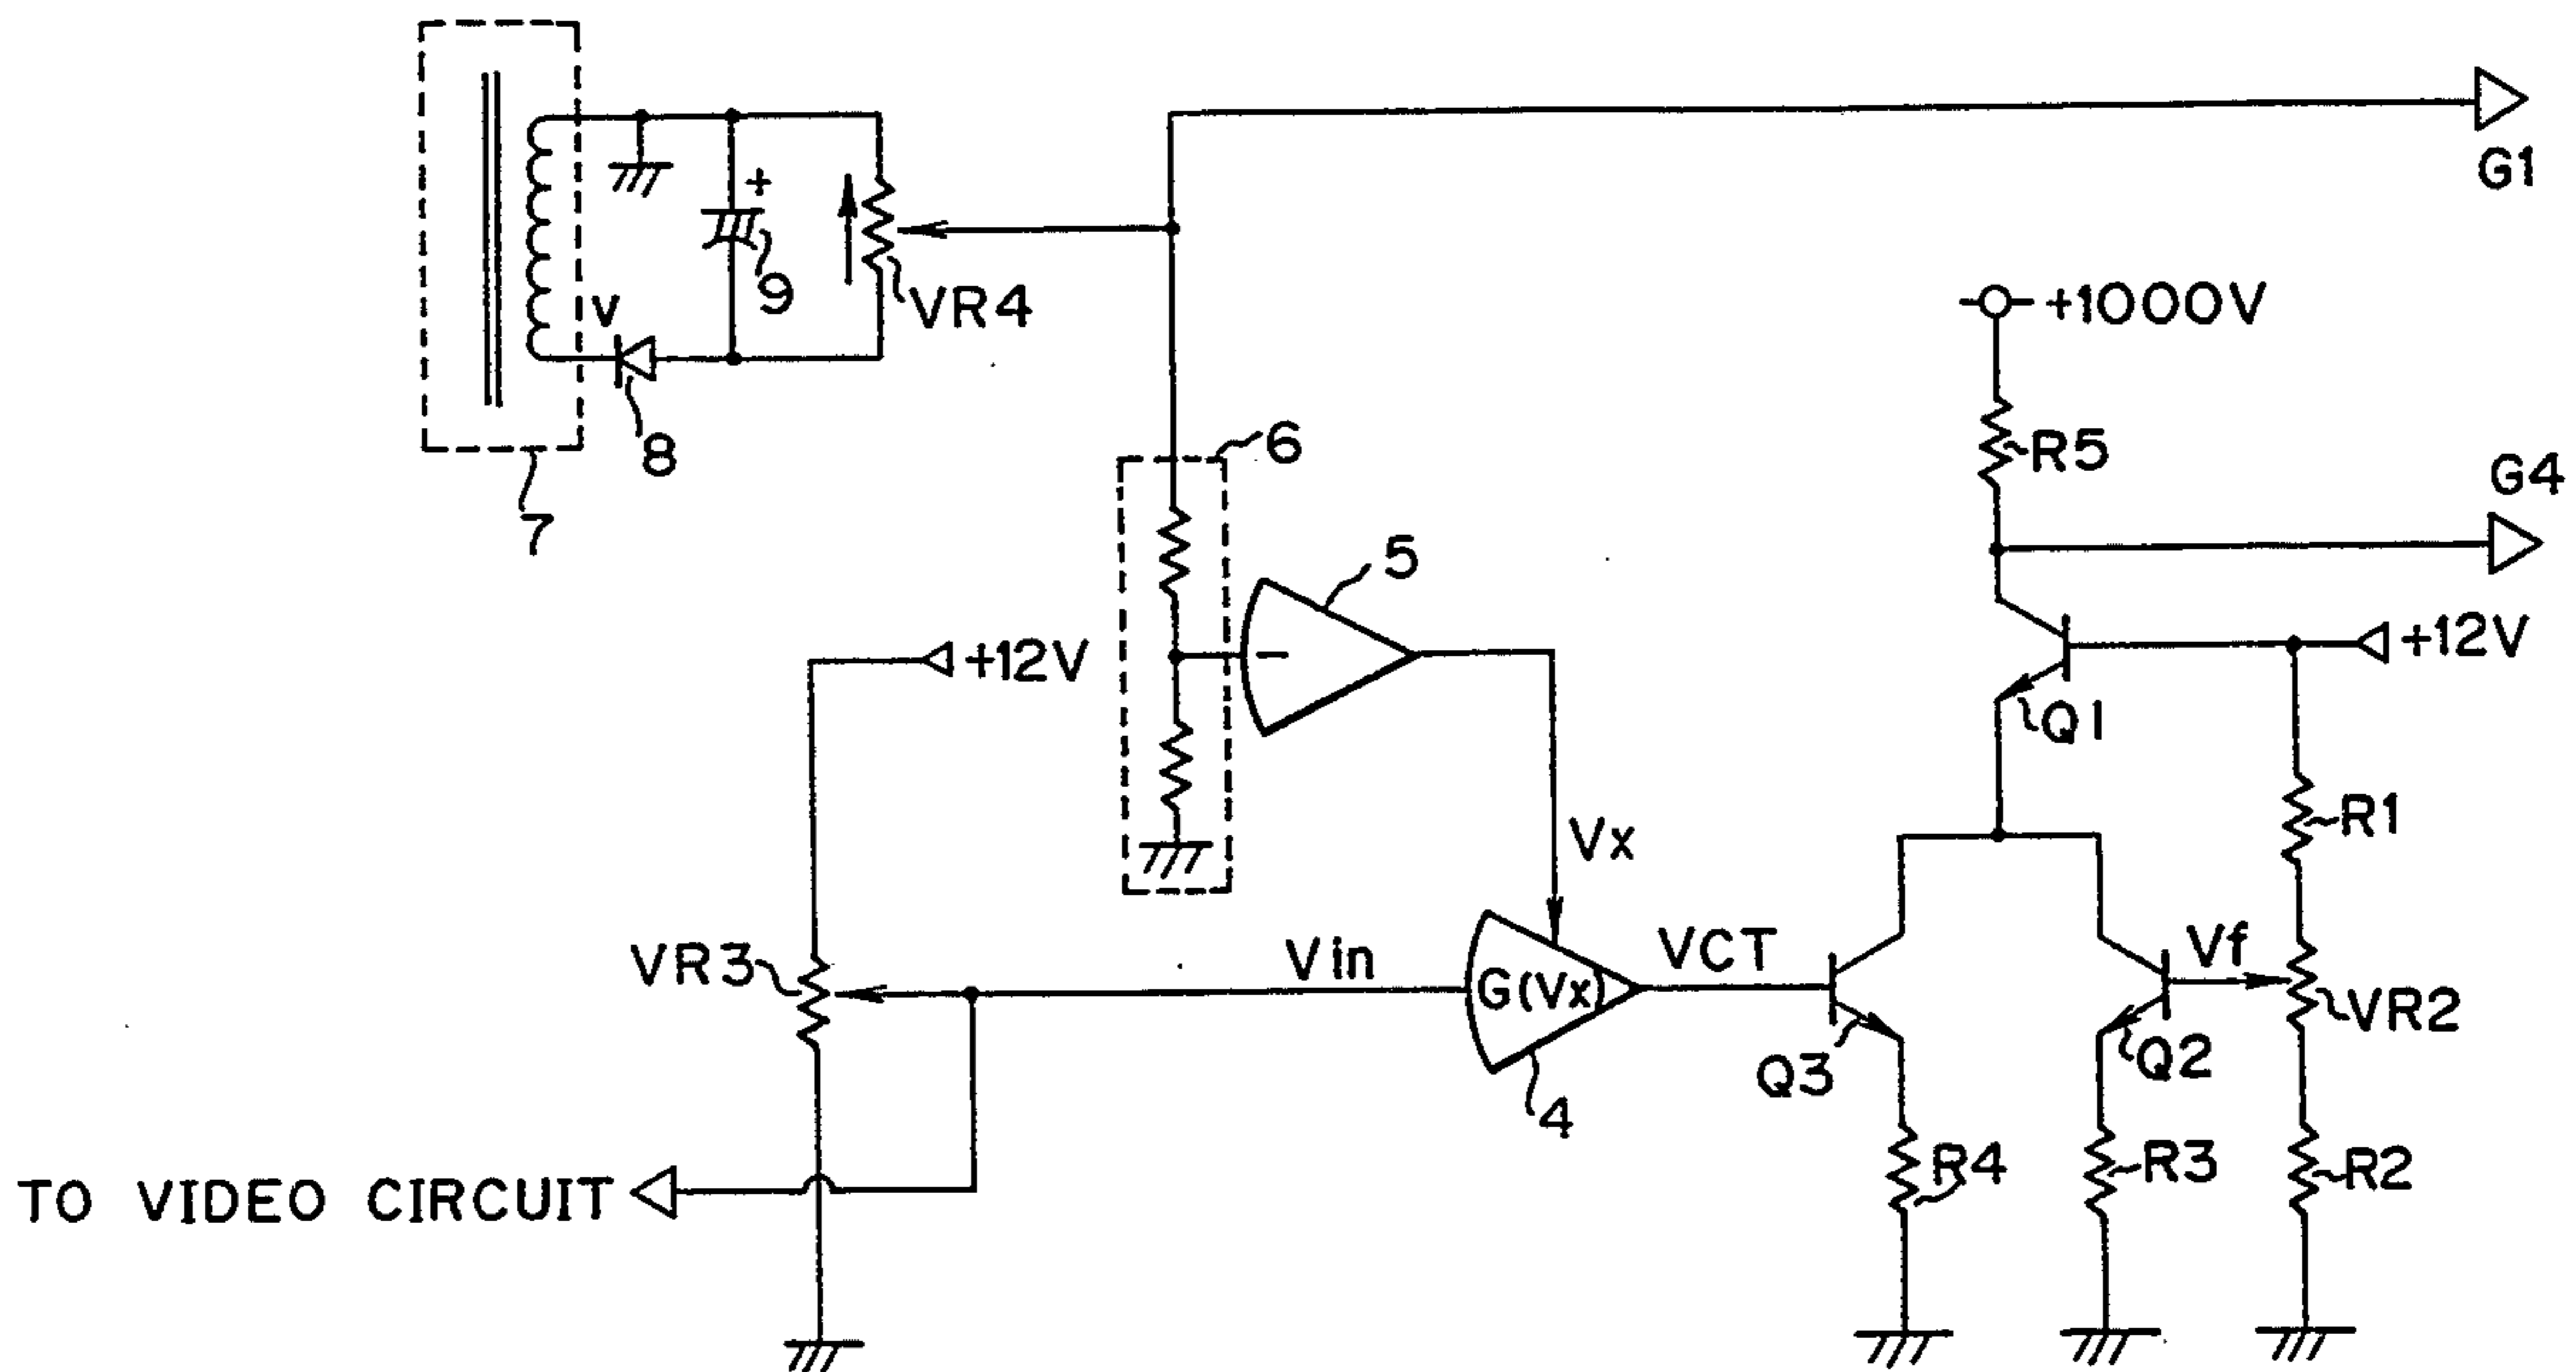 G1
+
9
V
VR4
8
7
+1000V
R5
G4
6
5
+12V
−
+12V
Q1
R1
Vx
VR3
Vin
G(Vx)
VCT
Vf
VR2
Q3
Q2
4
R4
R3
R2
TO VIDEO CIRCUIT